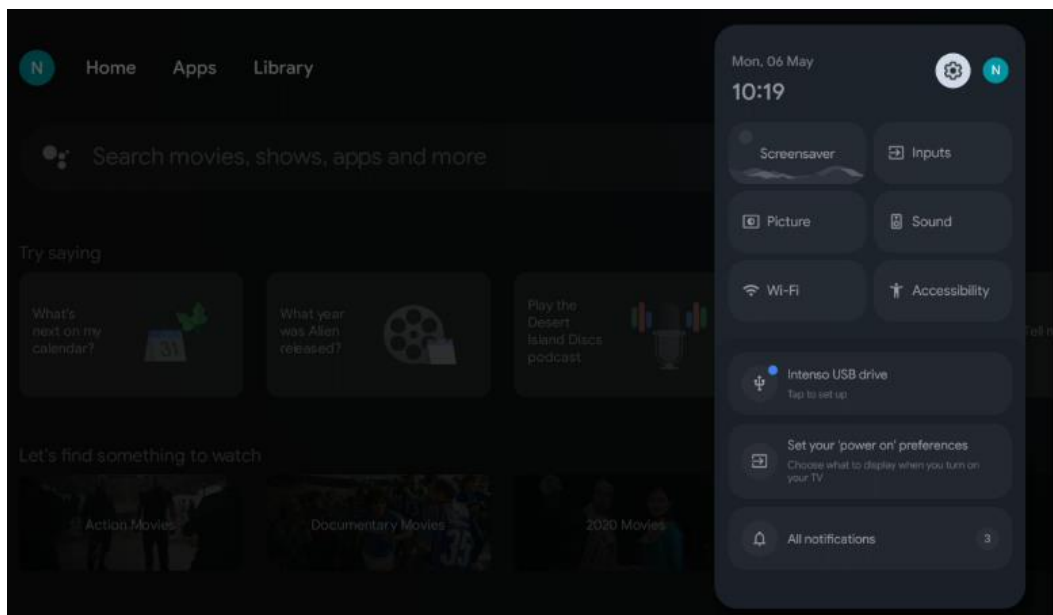 N Home Apps Library
Search movies, shows, apps and more
Try saying
What's
next on my
calendar?
31
What year
was Alien
released?
Play the
Desert
Island Discs
podcast
Let's find something to watch
Action Movies
Documentary Movies
35
2020 Movies
Mon, 06 May
10:19
N
Screensaver
Inputs
Picture
Sound
Wi-Fi
Accessibility
Intenso USB drive
Tap to set up
Set your 'power on' preferences
Choose what to display when you turn on
your TV
All notifications
3